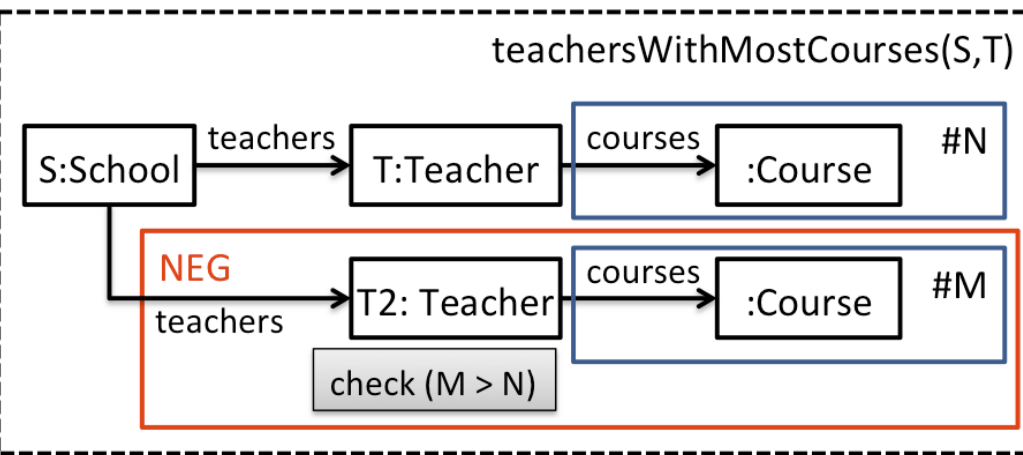 teachersWithMostCourses(S,T)
teachers
courses
#N
S:School
T:Teacher
:Course
NEG
courses
#M
T2: Teacher
:Course
teachers
check (M > N)